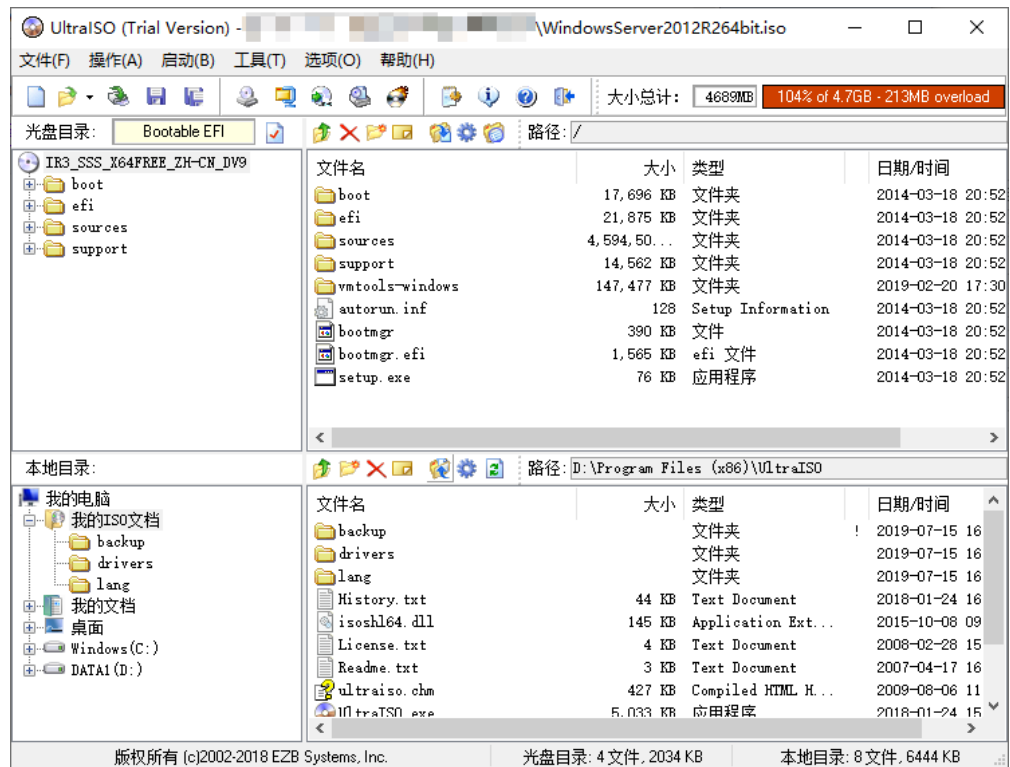 UltraISO (Trial Version) - \WindowsServer2012R264bit.iso
文件(F) 操作(A) 启动(B) 工具(T) 选项(O) 帮助(H)
大小总计: 4689MB 104% of 4.7GB - 213MB overload
光盘目录: Bootable EFI 路径: /
IR3_SSS_X64FREE_ZH-CN_DV9
boot
efi
sources
support
文件名 大小 类型 日期/时间
boot 17,696 KB 文件夹 2014-03-18 20:52
efi 21,875 KB 文件夹 2014-03-18 20:52
sources 4,594,50... 文件夹 2014-03-18 20:52
support 14,562 KB 文件夹 2014-03-18 20:52
vmtools-windows 147,477 KB 文件夹 2019-02-20 17:30
autorun.inf 128 Setup Information 2014-03-18 20:52
bootmgr 390 KB 文件 2014-03-18 20:52
bootmgr.efi 1,565 KB efi 文件 2014-03-18 20:52
setup.exe 76 KB 应用程序 2014-03-18 20:52
本地目录: 路径: D:\Program Files (x86)\UltraISO
我的电脑
我的ISO文档
backup
drivers
lang
我的文档
桌面
Windows(C:)
DATA1(D:)
文件名 大小 类型 日期/时间
backup 文件夹 ! 2019-07-15 16
drivers 文件夹 2019-07-15 16
lang 文件夹 2019-07-15 16
History.txt 44 KB Text Document 2018-01-24 16
isoshl64.dll 145 KB Application Ext... 2015-10-08 09
License.txt 4 KB Text Document 2008-02-28 15
Readme.txt 3 KB Text Document 2007-04-17 16
ultraiso.chm 427 KB Compiled HTML H... 2009-08-06 11
UltraISO.exe 5,033 KB 应用程序 2018-01-24 15
版权所有 (c)2002-2018 EZB Systems, Inc. 光盘目录: 4 文件, 2034 KB 本地目录: 8 文件, 6444 KB